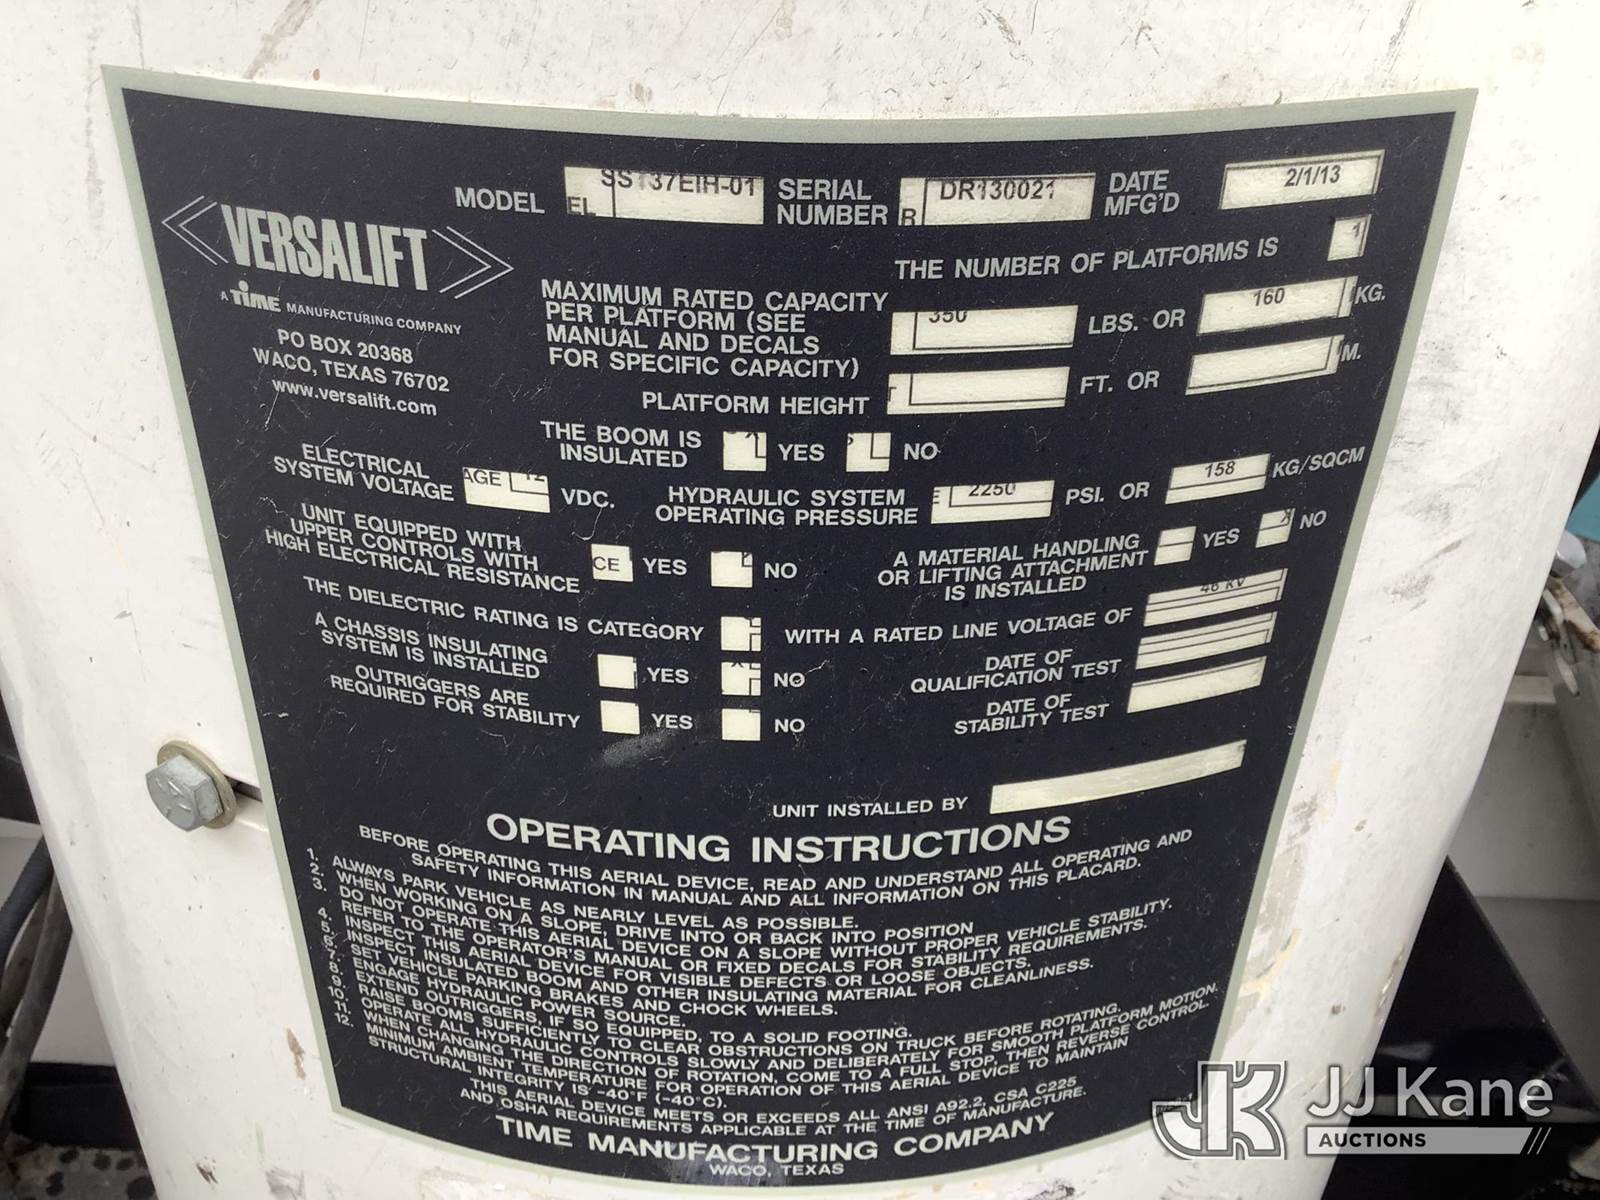 MODEL EL SST37EIH-01 SERIAL NUMBER R DR130021 DATE MFG'D 2/1/13
VERSALIFT
A TIME MANUFACTURING COMPANY
PO BOX 20368
WACO, TEXAS 76702
www.versalift.com
THE NUMBER OF PLATFORMS IS 1
MAXIMUM RATED CAPACITY
PER PLATFORM (SEE
MANUAL AND DECALS
FOR SPECIFIC CAPACITY)
350 LBS. OR 160 KG.
PLATFORM HEIGHT FT. OR M.
THE BOOM IS
INSULATED
YES NO
ELECTRICAL
SYSTEM VOLTAGE
AGE 12 VDC.
HYDRAULIC SYSTEM
OPERATING PRESSURE
2250 PSI. OR 158 KG/SQCM
UNIT EQUIPPED WITH
UPPER CONTROLS WITH
HIGH ELECTRICAL RESISTANCE
CE YES NO
A MATERIAL HANDLING
OR LIFTING ATTACHMENT
IS INSTALLED
YES X NO
THE DIELECTRIC RATING IS CATEGORY WITH A RATED LINE VOLTAGE OF 46 KV
A CHASSIS INSULATING
SYSTEM IS INSTALLED
YES NO
DATE OF
QUALIFICATION TEST
OUTRIGGERS ARE
REQUIRED FOR STABILITY
YES NO
DATE OF
STABILITY TEST
UNIT INSTALLED BY
OPERATING INSTRUCTIONS
BEFORE OPERATING THIS AERIAL DEVICE, READ AND UNDERSTAND ALL OPERATING AND
SAFETY INFORMATION IN MANUAL AND ALL INFORMATION ON THIS PLACARD.
1. ALWAYS PARK VEHICLE AS NEARLY LEVEL AS POSSIBLE.
2. WHEN WORKING ON A SLOPE, DRIVE INTO OR BACK INTO POSITION
3. DO NOT OPERATE THIS AERIAL DEVICE ON A SLOPE WITHOUT PROPER VEHICLE STABILITY.
REFER TO THE OPERATOR'S MANUAL OR FIXED DECALS FOR STABILITY REQUIREMENTS.
4. INSPECT THIS AERIAL DEVICE FOR VISIBLE DEFECTS OR LOOSE OBJECTS.
5. INSPECT INSULATED BOOM AND OTHER INSULATING MATERIAL FOR CLEANLINESS.
6. SET VEHICLE PARKING BRAKES AND CHOCK WHEELS.
7. ENGAGE HYDRAULIC POWER SOURCE.
8. EXTEND OUTRIGGERS, IF SO EQUIPPED, TO A SOLID FOOTING.
9. RAISE BOOMS SUFFICIENTLY TO CLEAR OBSTRUCTIONS ON TRUCK BEFORE ROTATING.
10. OPERATE ALL HYDRAULIC CONTROLS SLOWLY AND DELIBERATELY FOR SMOOTH PLATFORM MOTION.
11. WHEN CHANGING THE DIRECTION OF ROTATION, COME TO A FULL STOP, THEN REVERSE CONTROL.
12. MINIMUM AMBIENT TEMPERATURE FOR OPERATION OF THIS AERIAL DEVICE TO MAINTAIN
STRUCTURAL INTEGRITY IS -40°F (-40°C).
THIS AERIAL DEVICE MEETS OR EXCEEDS ALL ANSI A92.2, CSA C225
AND OSHA REQUIREMENTS APPLICABLE AT THE TIME OF MANUFACTURE.
TIME MANUFACTURING COMPANY
WACO, TEXAS
JK JJ Kane
AUCTIONS